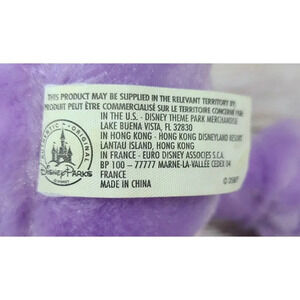 THIS PRODUCT MAY BE SUPPLIED IN THE RELEVANT TERRITORY BY:
PRODUIT PEUT ÊTRE COMMERCIALISÉ SUR LE TERRITOIRE CONCERNÉ PAR:
IN THE U.S. - DISNEY THEME PARK MERCHANDISE
LAKE BUENA VISTA, FL 32830
IN HONG KONG - HONG KONG DISNEYLAND RESORT
LANTAU ISLAND, HONG KONG
IN FRANCE - EURO DISNEY ASSOCIES S.C.A.
BP 100 - 77777 MARNE-LA-VALLÉE CEDEX 04
FRANCE
MADE IN CHINA
AUTHENTIC • ORIGINAL
Disney Parks
© DISNEY